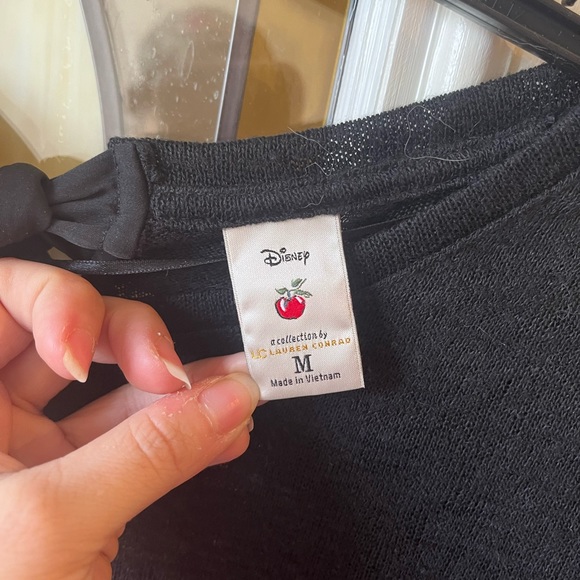 Disney
a collection by
LC LAUREN CONRAD
M
Made in Vietnam